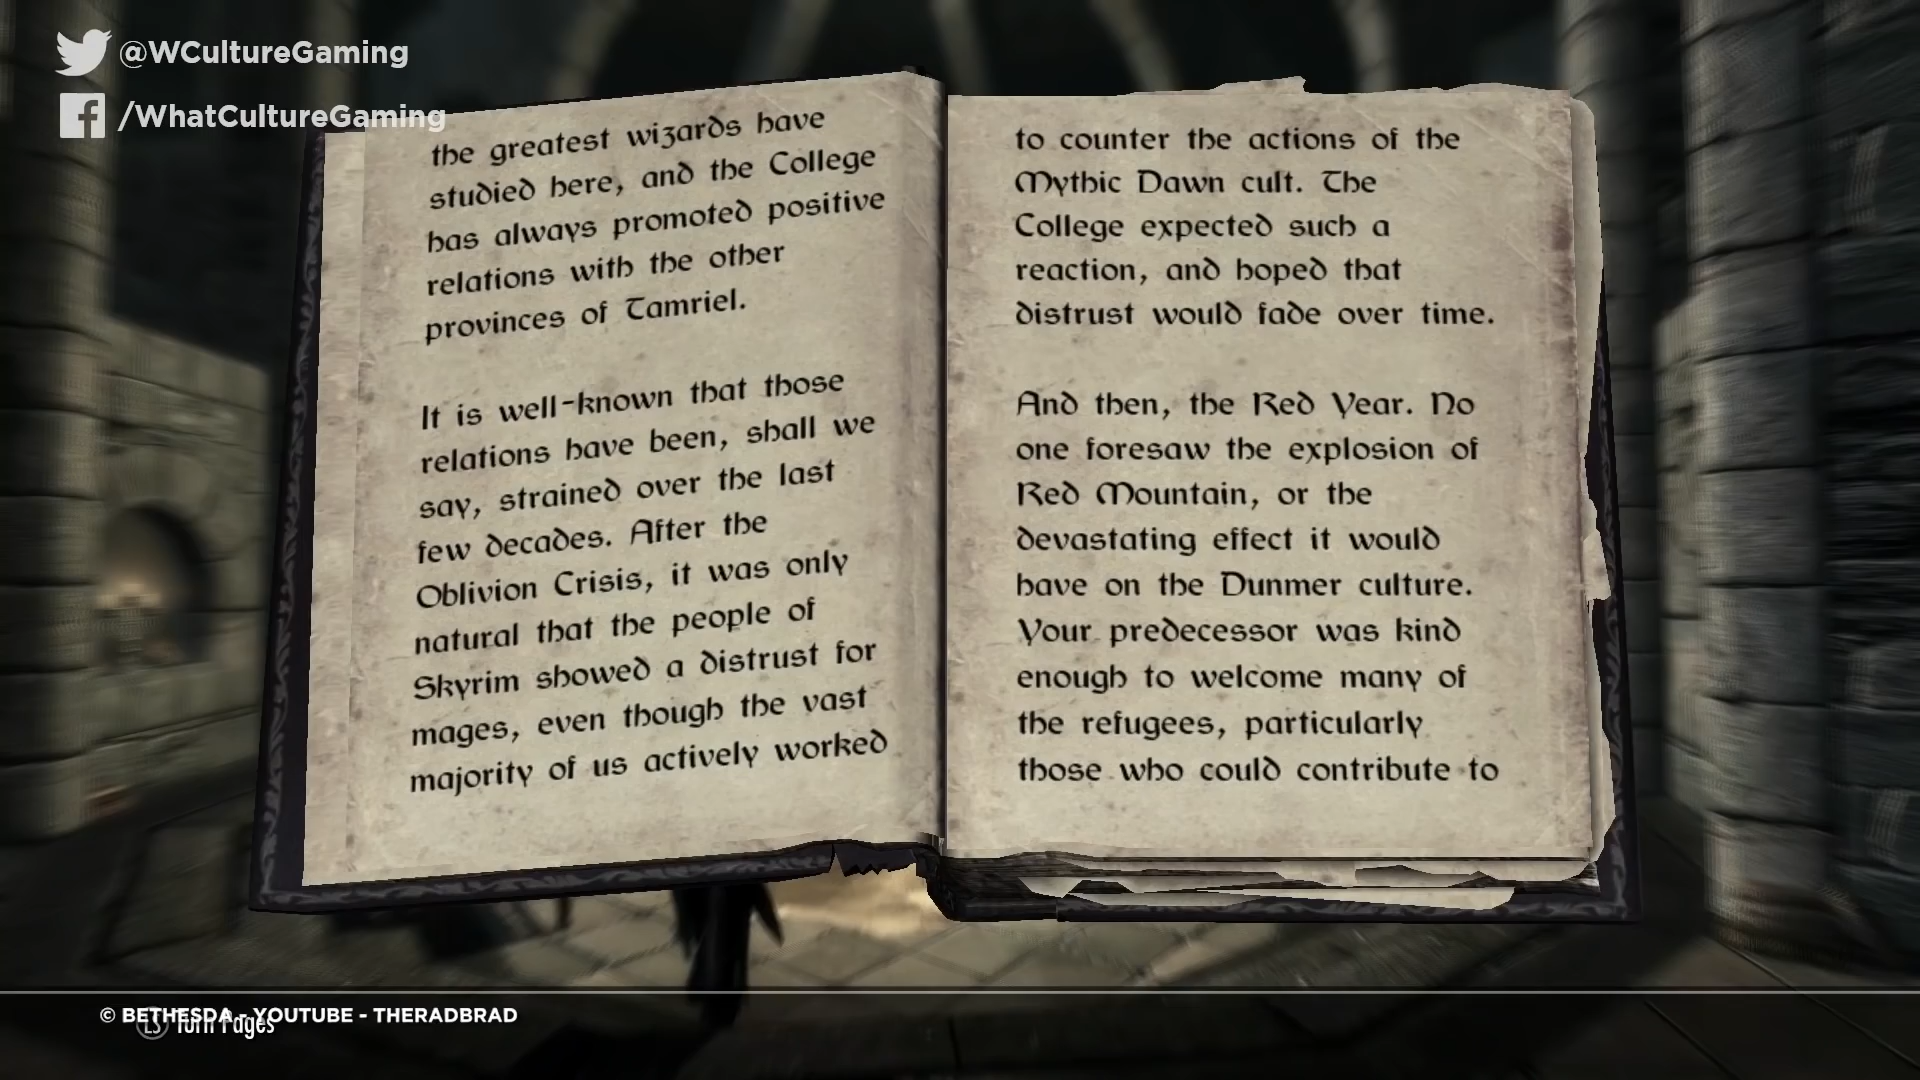 @WCultureGaming
/WhatCultureGaming
the greatest wizards have
studied here, and the College
has always promoted positive
relations with the other
provinces of Tamriel.
It is well-known that those
relations have been, shall we
say, strained over the last
few decades. After the
Oblivion Crisis, it was only
natural that the people of
Skyrim showed a distrust for
mages, even though the vast
majority of us actively worked
to counter the actions of the
Mythic Dawn cult. The
College expected such a
reaction, and hoped that
distrust would fade over time.
And then, the Red Year. No
one foresaw the explosion of
Red Mountain, or the
devastating effect it would
have on the Dunmer culture.
Your predecessor was kind
enough to welcome many of
the refugees, particularly
those who could contribute to
© BETHESDA - YOUTUBE - THERADBRAD
LS Turn Pages